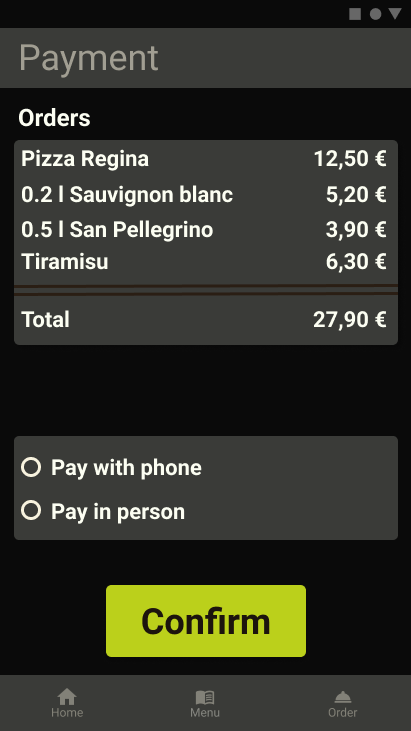 Payment
Orders
Pizza Regina 12,50 €
0.2 l Sauvignon blanc 5,20 €
0.5 l San Pellegrino 3,90 €
Tiramisu 6,30 €
Total 27,90 €
Pay with phone
Pay in person
Confirm
Home Menu Order